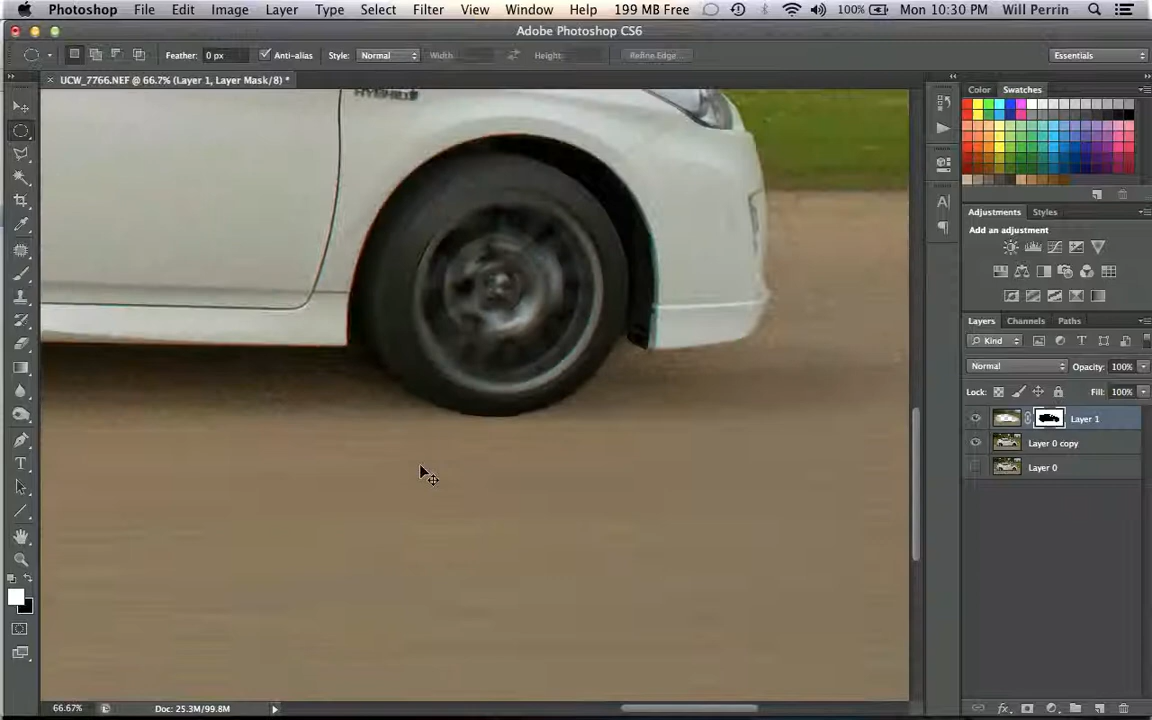 Photoshop File Edit Image Layer Type Select Filter View Window Help 199 MB Free 100% Mon 10:30 PM Will Perrin
Adobe Photoshop CS6
Feather: 0 px Anti-alias Style: Normal Width: Height: Refine Edge... Essentials
UCW_7766.NEF @ 66.7% (Layer 1, Layer Mask/8) *
Color Swatches
HYBRID
Adjustments Styles
Add an adjustment
Layers Channels Paths
Kind
Normal Opacity: 100%
Lock: Fill: 100%
Layer 1
Layer 0 copy
Layer 0
66.67% Doc: 25.3M/99.8M